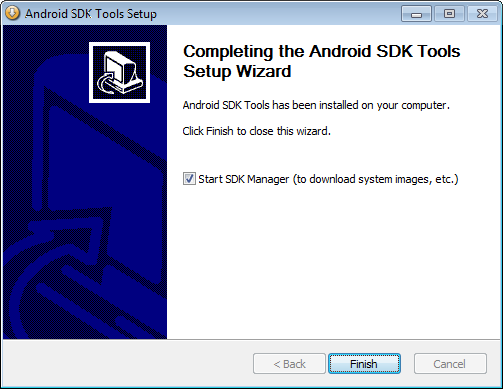 Android SDK Tools Setup
Completing the Android SDK Tools
Setup Wizard
Android SDK Tools has been installed on your computer.
Click Finish to close this wizard.
Start SDK Manager (to download system images, etc.)
< Back
Finish
Cancel